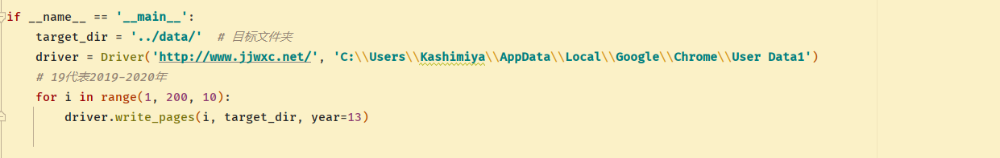 if __name__ == '__main__':
    target_dir = '../data/'  # 目标文件夹
    driver = Driver('http://www.jjwxc.net/', 'C:\\Users\\Kashimiya\\AppData\\Local\\Google\\Chrome\\User Data1')
    # 19代表2019-2020年
    for i in range(1, 200, 10):
        driver.write_pages(i, target_dir, year=13)